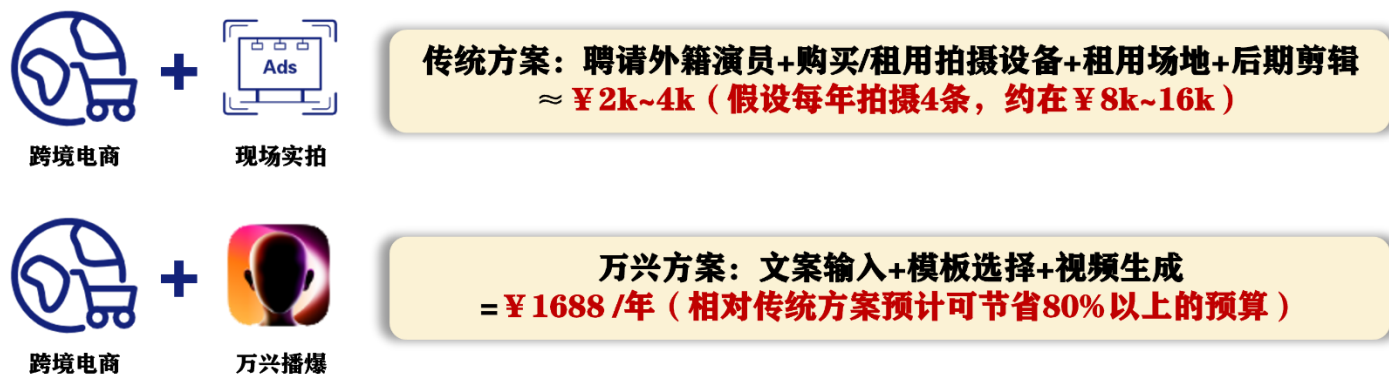 Ads
跨境电商
现场实拍
传统方案：聘请外籍演员+购买/租用拍摄设备+租用场地+后期剪辑
≈￥2k~4k（假设每年拍摄4条，约在￥8k~16k）
跨境电商
万兴播爆
万兴方案：文案输入+模板选择+视频生成
=￥1688/年（相对传统方案预计可节省80%以上的预算）